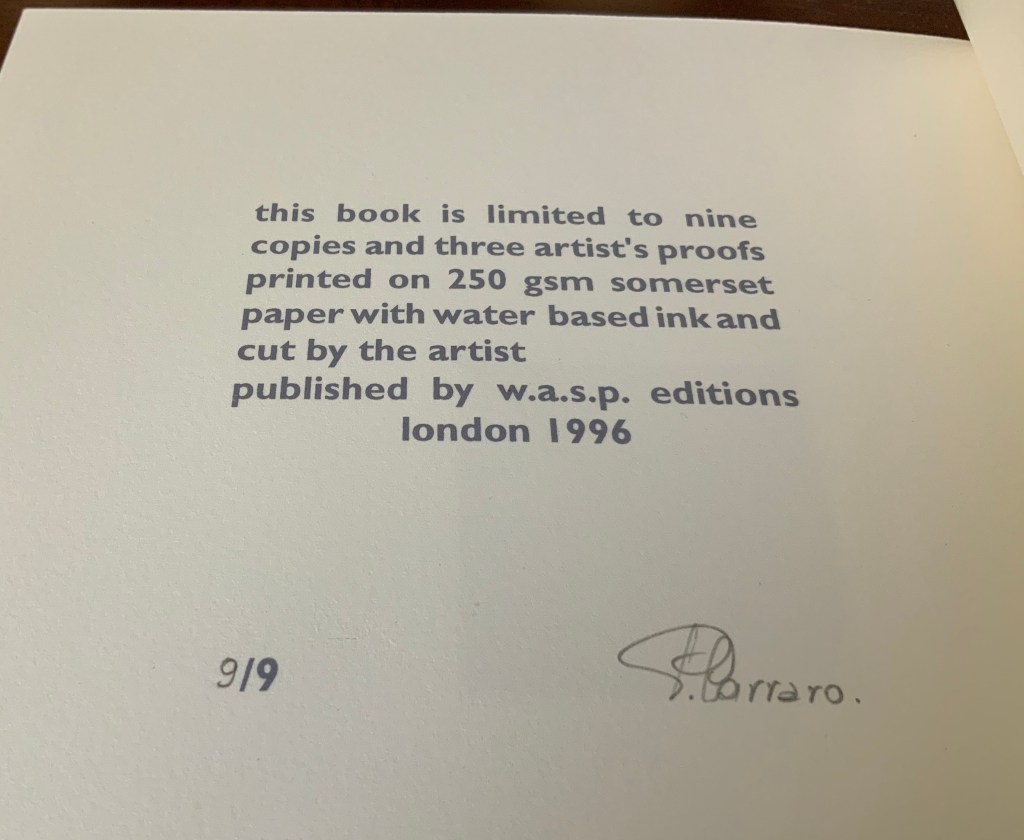 this book is limited to nine
copies and three artist's proofs
printed on 250 gsm somerset
paper with water based ink and
cut by the artist
published by w.a.s.p. editions
london 1996
9/9
F. Carraro.